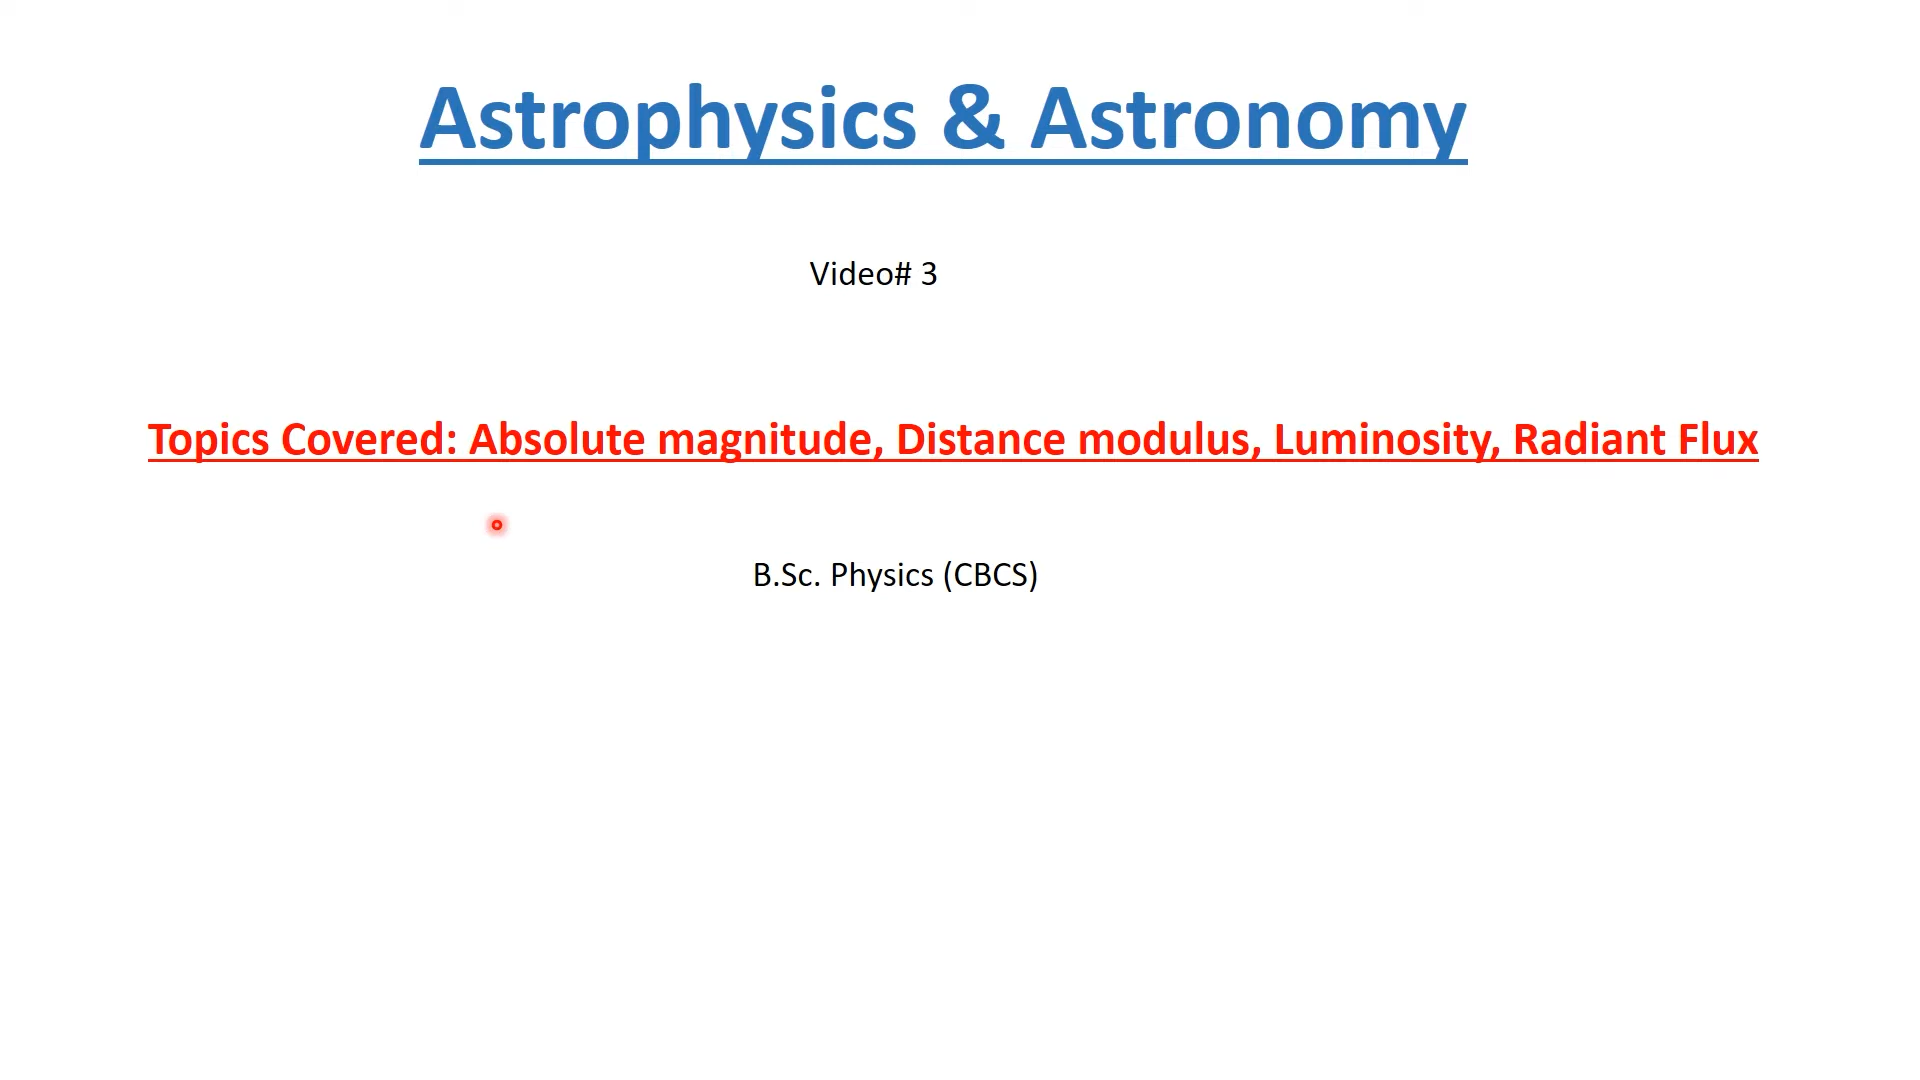 Astrophysics & Astronomy
Video# 3
Topics Covered: Absolute magnitude, Distance modulus, Luminosity, Radiant Flux
B.Sc. Physics (CBCS)